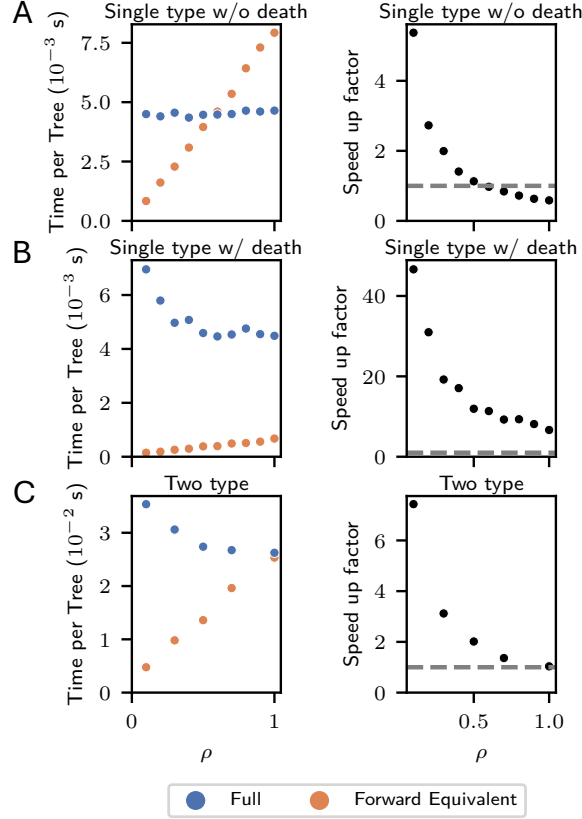 A
Single type w/o death
Single type w/o death
Time per Tree (10⁻³ s)
7.5
5.0
2.5
0.0
Speed up factor
4
2
0
B
Single type w/ death
Single type w/ death
Time per Tree (10⁻³ s)
6
4
2
0
Speed up factor
40
20
0
C
Two type
Two type
Time per Tree (10⁻² s)
3
2
1
0
0
1
ρ
Speed up factor
6
4
2
0
0.5
1.0
ρ
Full
Forward Equivalent